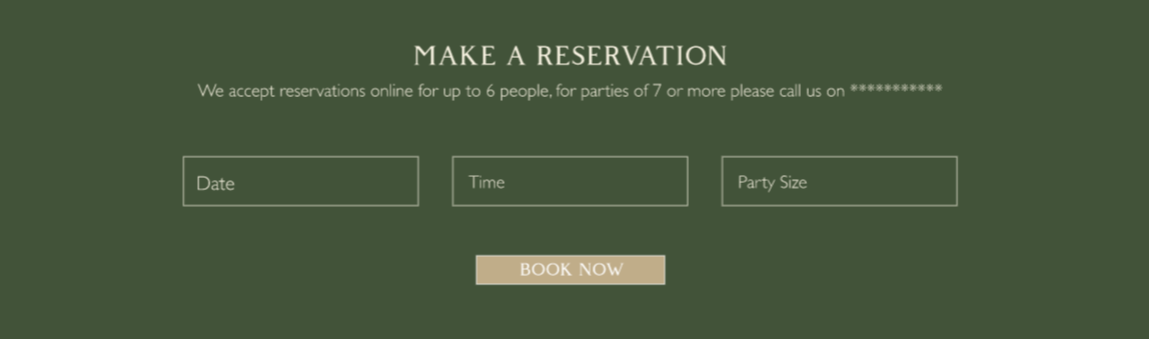 MAKE A RESERVATION
We accept reservations online for up to 6 people, for parties of 7 or more please call us on ***********
Date
Time
Party Size
BOOK NOW